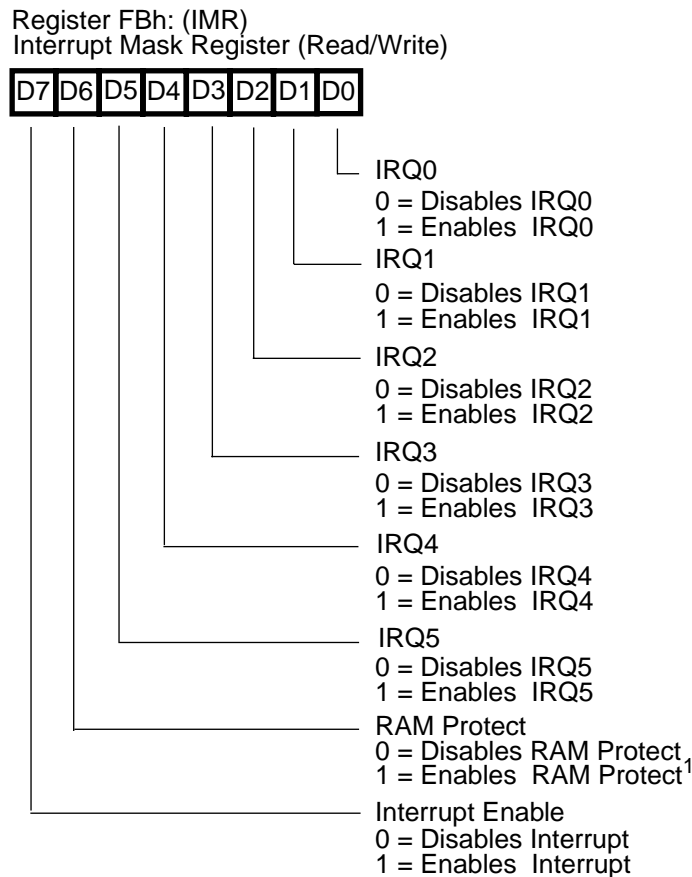 Register FBh: (IMR)
Interrupt Mask Register (Read/Write)
D7 D6 D5 D4 D3 D2 D1 D0
IRQ0
0 = Disables IRQ0
1 = Enables IRQ0
IRQ1
0 = Disables IRQ1
1 = Enables IRQ1
IRQ2
0 = Disables IRQ2
1 = Enables IRQ2
IRQ3
0 = Disables IRQ3
1 = Enables IRQ3
IRQ4
0 = Disables IRQ4
1 = Enables IRQ4
IRQ5
0 = Disables IRQ5
1 = Enables IRQ5
RAM Protect
0 = Disables RAM Protect
1 = Enables RAM Protect¹
Interrupt Enable
0 = Disables Interrupt
1 = Enables Interrupt